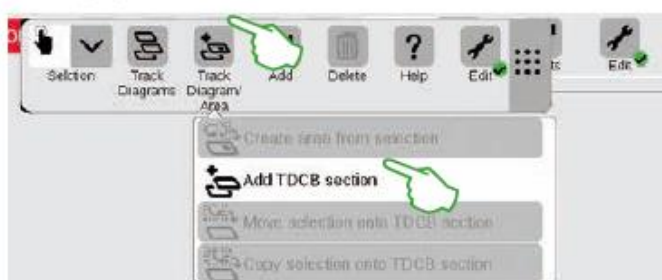 Selction
Track Diagrams
Track Diagram/ Area
Add
Delete
Help
Edit
Edit
Create area from selection
Add TDCB section
Move selection onto TDCB section
Copy selection onto TDCB section